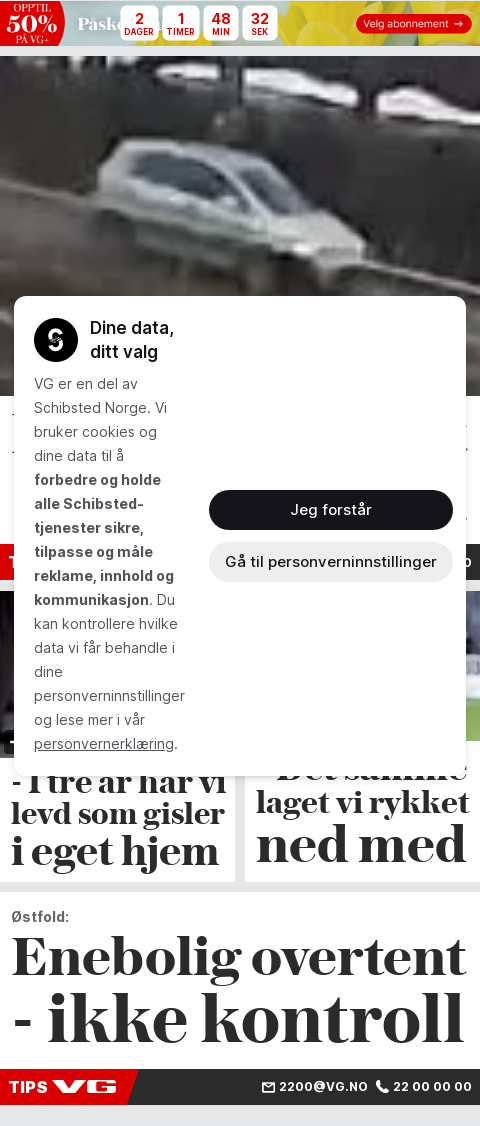 OPPTIL
50%
PÅ VG+
2
DAGER
1
TIMER
48
MIN
32
SEK
Velg abonnement →
Dine data,
ditt valg
VG er en del av
Schibsted Norge. Vi
bruker cookies og
dine data til å
forbedre og holde
alle Schibsted-
tjenester sikre,
tilpasse og måle
reklame, innhold og
kommunikasjon. Du
kan kontrollere hvilke
data vi får behandle i
dine
personverninnstillinger
og lese mer i vår
personvernerklæring.
Jeg forstår
Gå til personverninnstillinger
- I tre år har vi
levd som gisler
i eget hjem
laget vi rykket
ned med
Østfold:
Enebolig overtent
- ikke kontroll
TIPS VG
2200@VG.NO
22 00 00 00